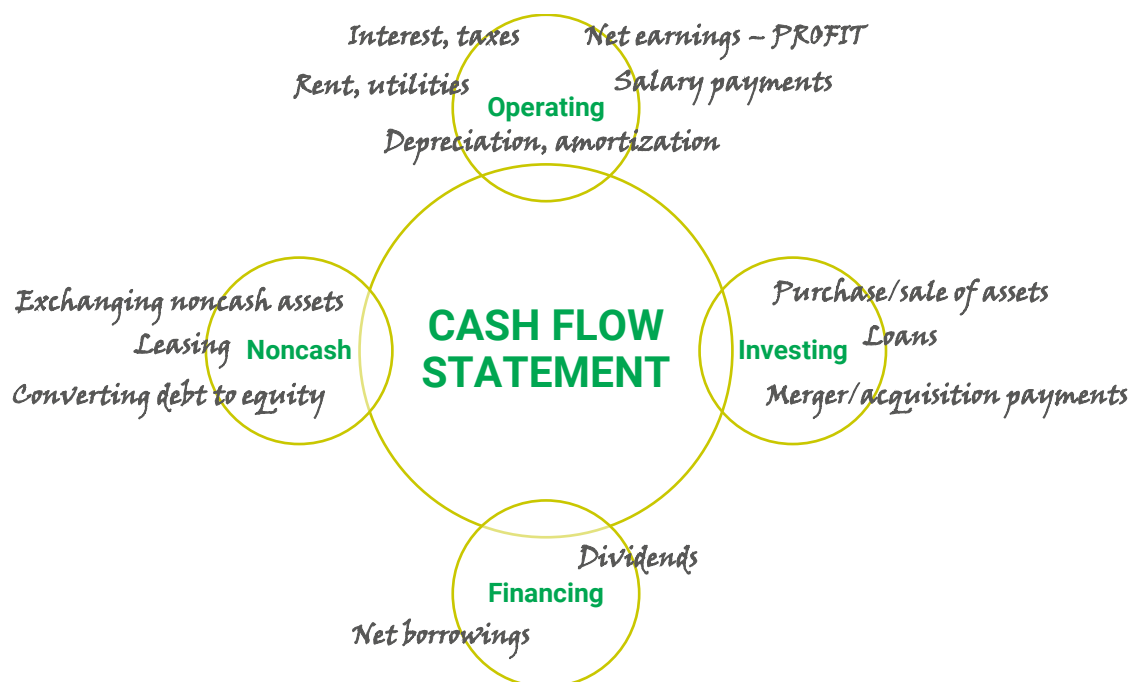 Interest, taxes
Net earnings – PROFIT
Rent, utilities
Salary payments
Operating
Depreciation, amortization
Exchanging noncash assets
Leasing
Noncash
Converting debt to equity
CASH FLOW
STATEMENT
Purchase/sale of assets
Loans
Investing
Merger/acquisition payments
Dividends
Financing
Net borrowings